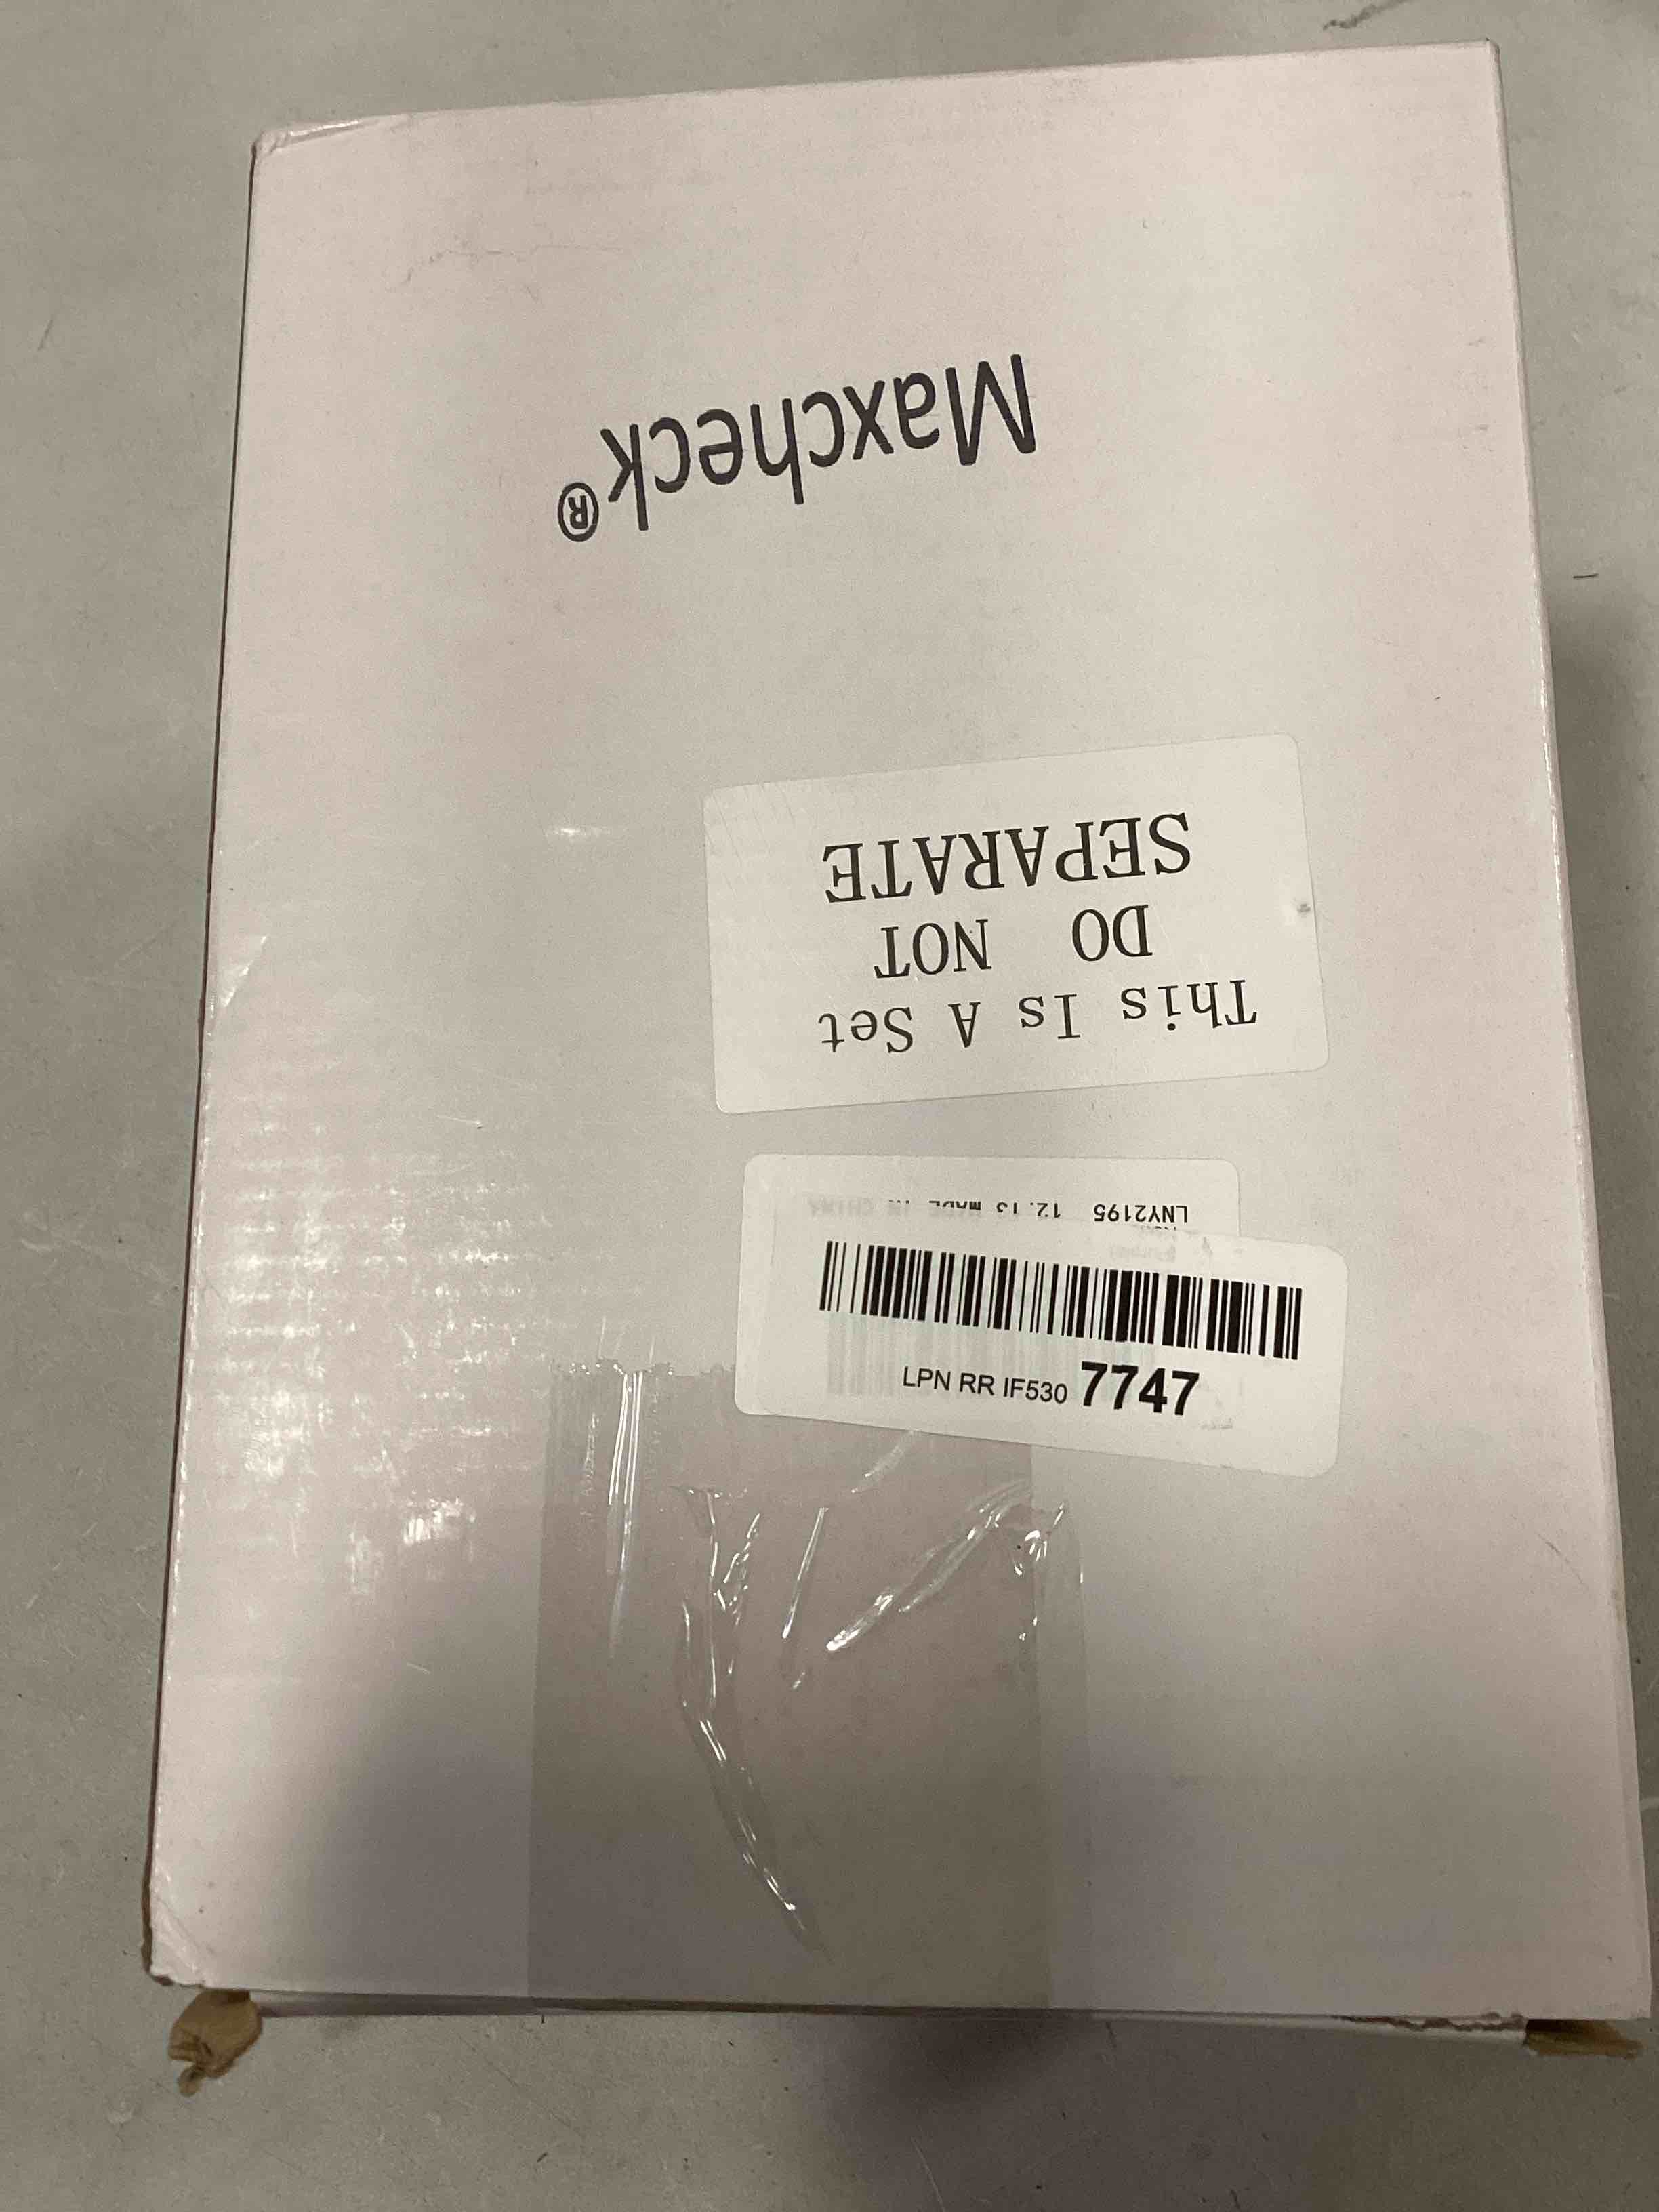 Maxcheck®
This Is A Set
DO NOT
SEPARATE
LNY2195 12.13 MADE IN CHINA
LPN RR IF530 7747